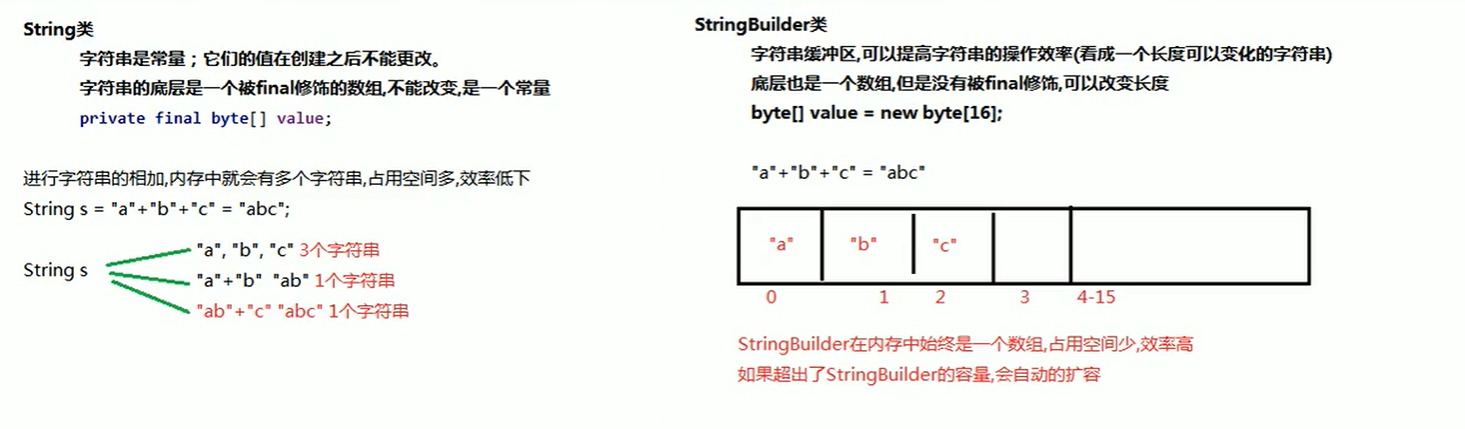 String类
字符串是常量；它们的值在创建之后不能更改。
字符串的底层是一个被final修饰的数组,不能改变,是一个常量
private final byte[] value;
进行字符串的相加,内存中就会有多个字符串,占用空间多,效率低下
String s = "a"+"b"+"c" = "abc";
String s
"a", "b", "c" 3个字符串
"a"+"b" "ab" 1个字符串
"ab"+"c" "abc" 1个字符串
StringBuilder类
字符串缓冲区,可以提高字符串的操作效率(看成一个长度可以变化的字符串)
底层也是一个数组,但是没有被final修饰,可以改变长度
byte[] value = new byte[16];
"a"+"b"+"c" = "abc"
"a" "b" "c"
0 1 2 3 4-15
StringBuilder在内存中始终是一个数组,占用空间少,效率高
如果超出了StringBuilder的容量,会自动的扩容